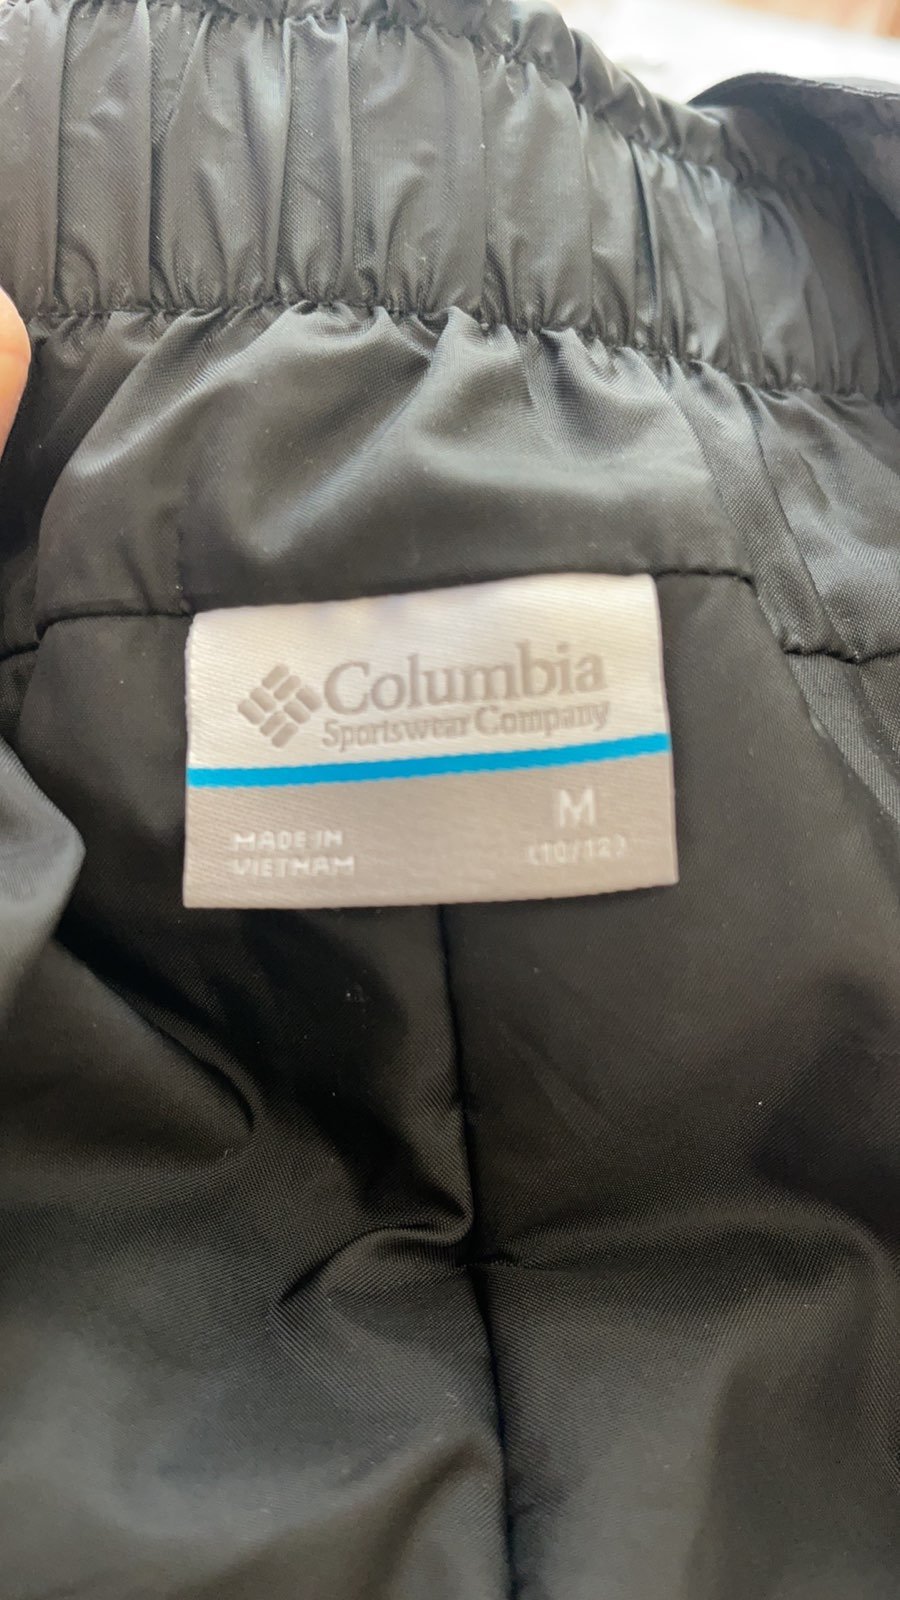 Columbia
Sportswear Company
M
MADE IN
VIETNAM
(10/12)